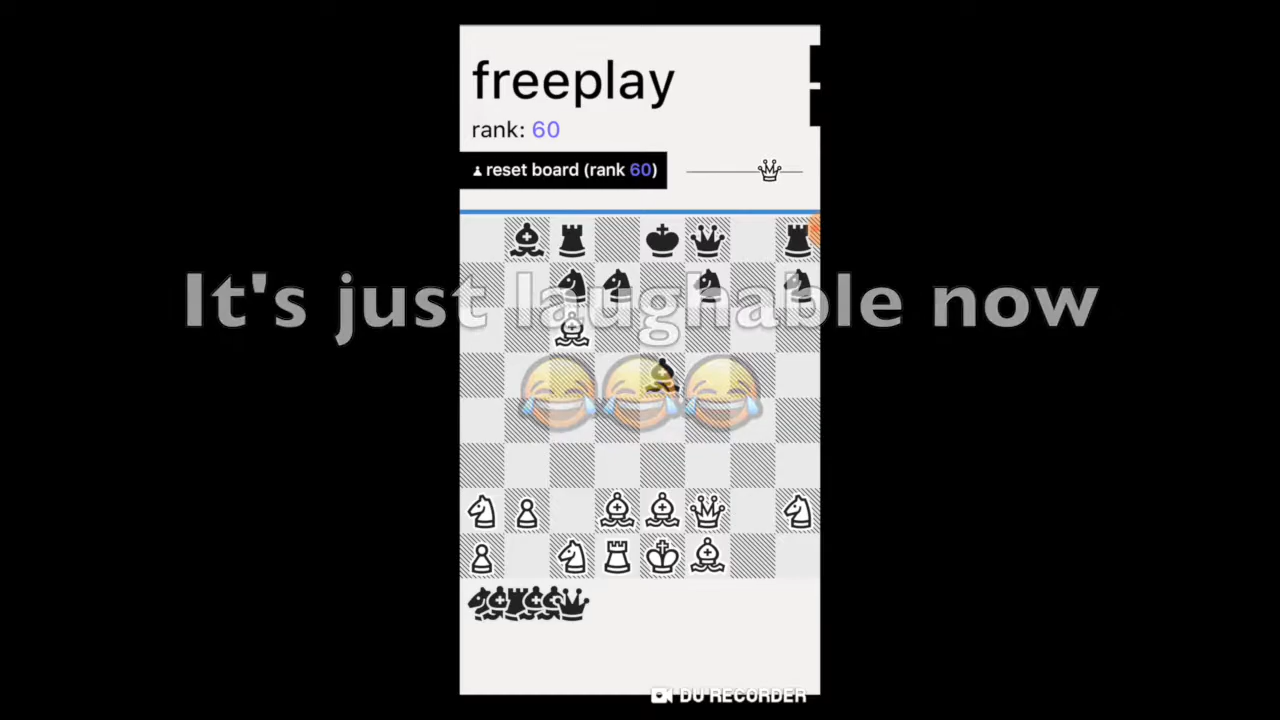 freeplay
rank: 60
reset board (rank 60)
It's just laughable now
DU RECORDER